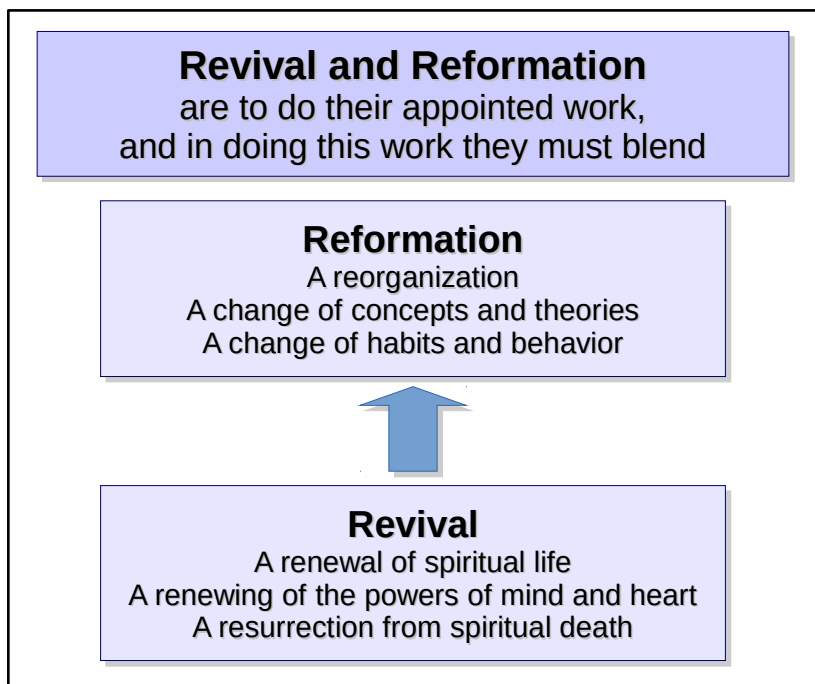 Revival and Reformation
are to do their appointed work,
and in doing this work they must blend
Reformation
A reorganization
A change of concepts and theories
A change of habits and behavior
Revival
A renewal of spiritual life
A renewing of the powers of mind and heart
A resurrection from spiritual death